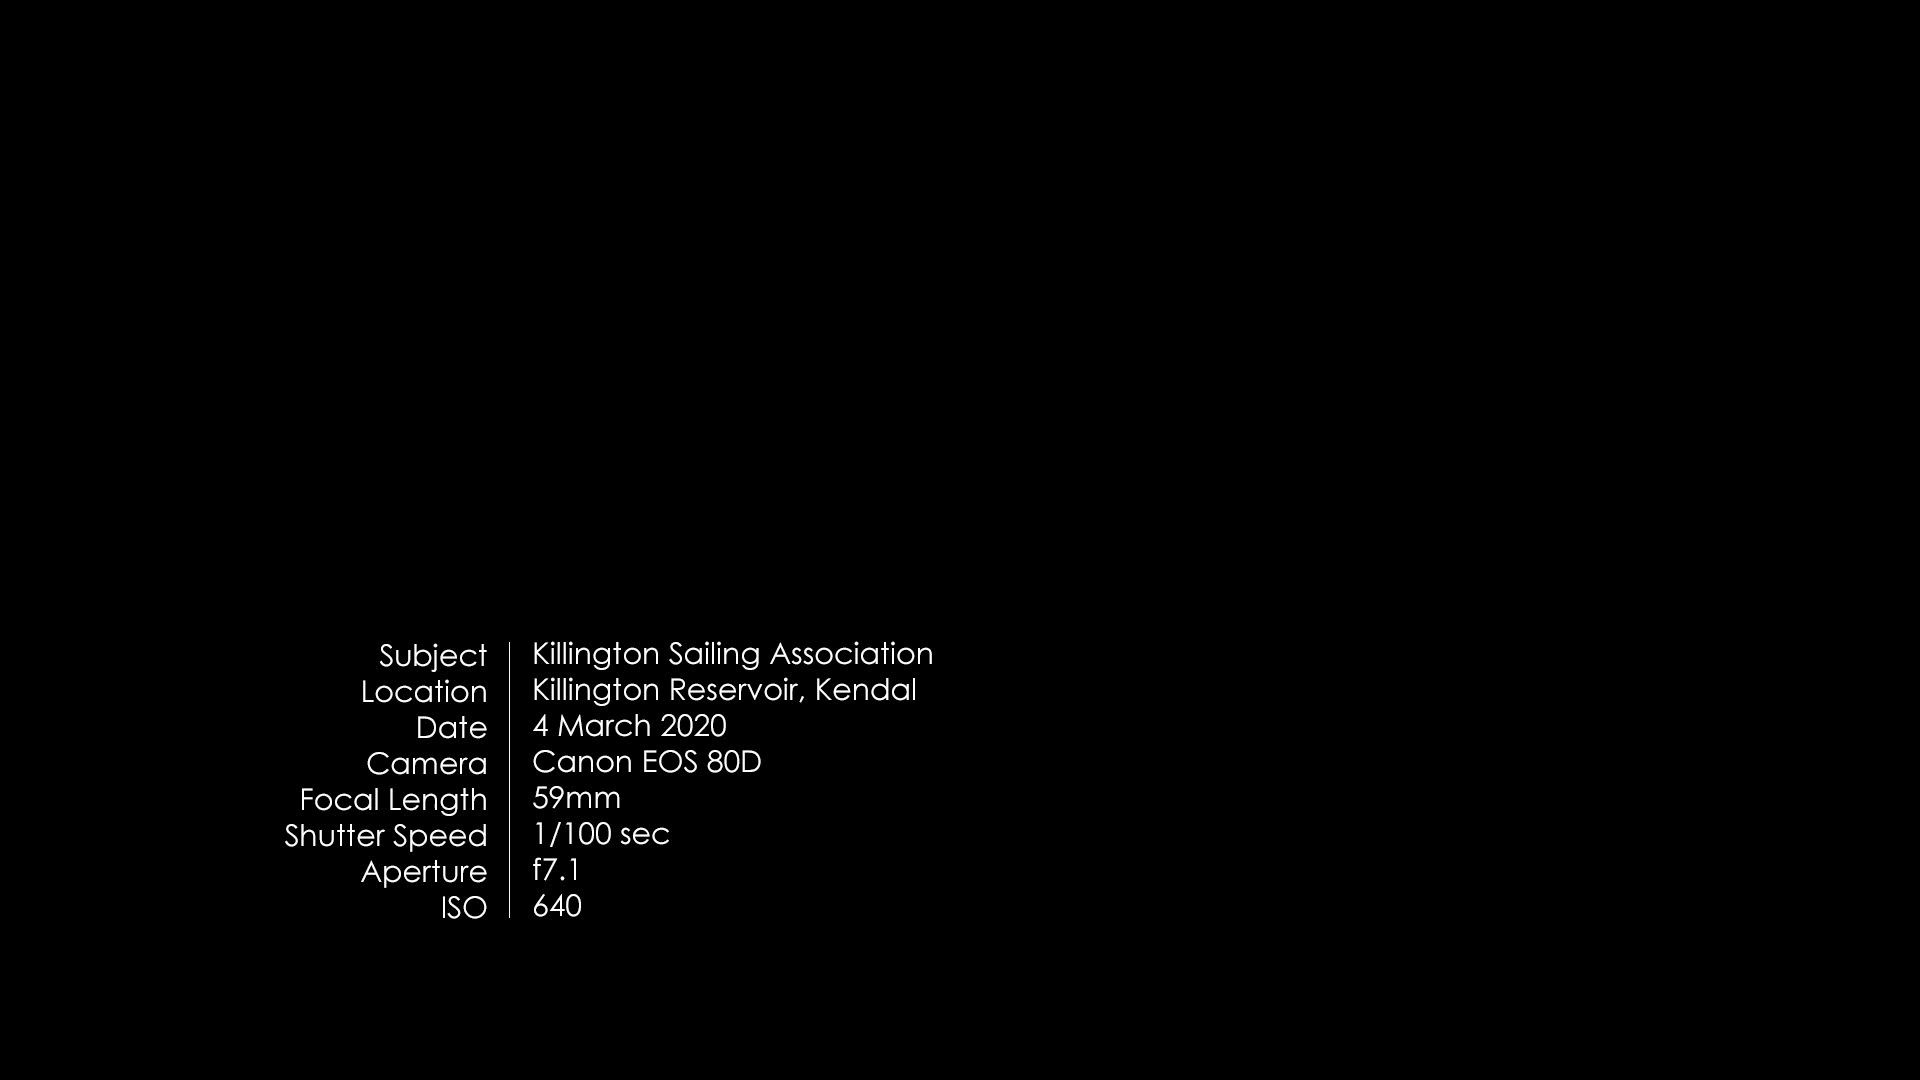 Subject Killington Sailing Association
Location Killington Reservoir, Kendal
Date 4 March 2020
Camera Canon EOS 80D
Focal Length 59mm
Shutter Speed 1/100 sec
Aperture f7.1
ISO 640